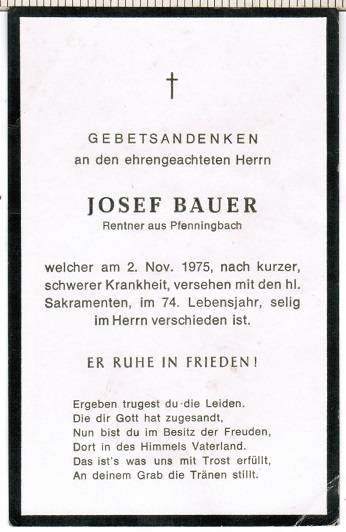 GEBETSANDENKEN
an den ehrengeachteten Herrn
JOSEF BAUER
Rentner aus Pfenningbach
welcher am 2. Nov. 1975, nach kurzer,
schwerer Krankheit, versehen mit den hl.
Sakramenten, im 74. Lebensjahr, selig
im Herrn verschieden ist.
ER RUHE IN FRIEDEN!
Ergeben trugest du die Leiden.
Die dir Gott hat zugesandt,
Nun bist du im Besitz der Freuden,
Dort in des Himmels Vaterland.
Das ist's was uns mit Trost erfüllt,
An deinem Grab die Tränen stillt.